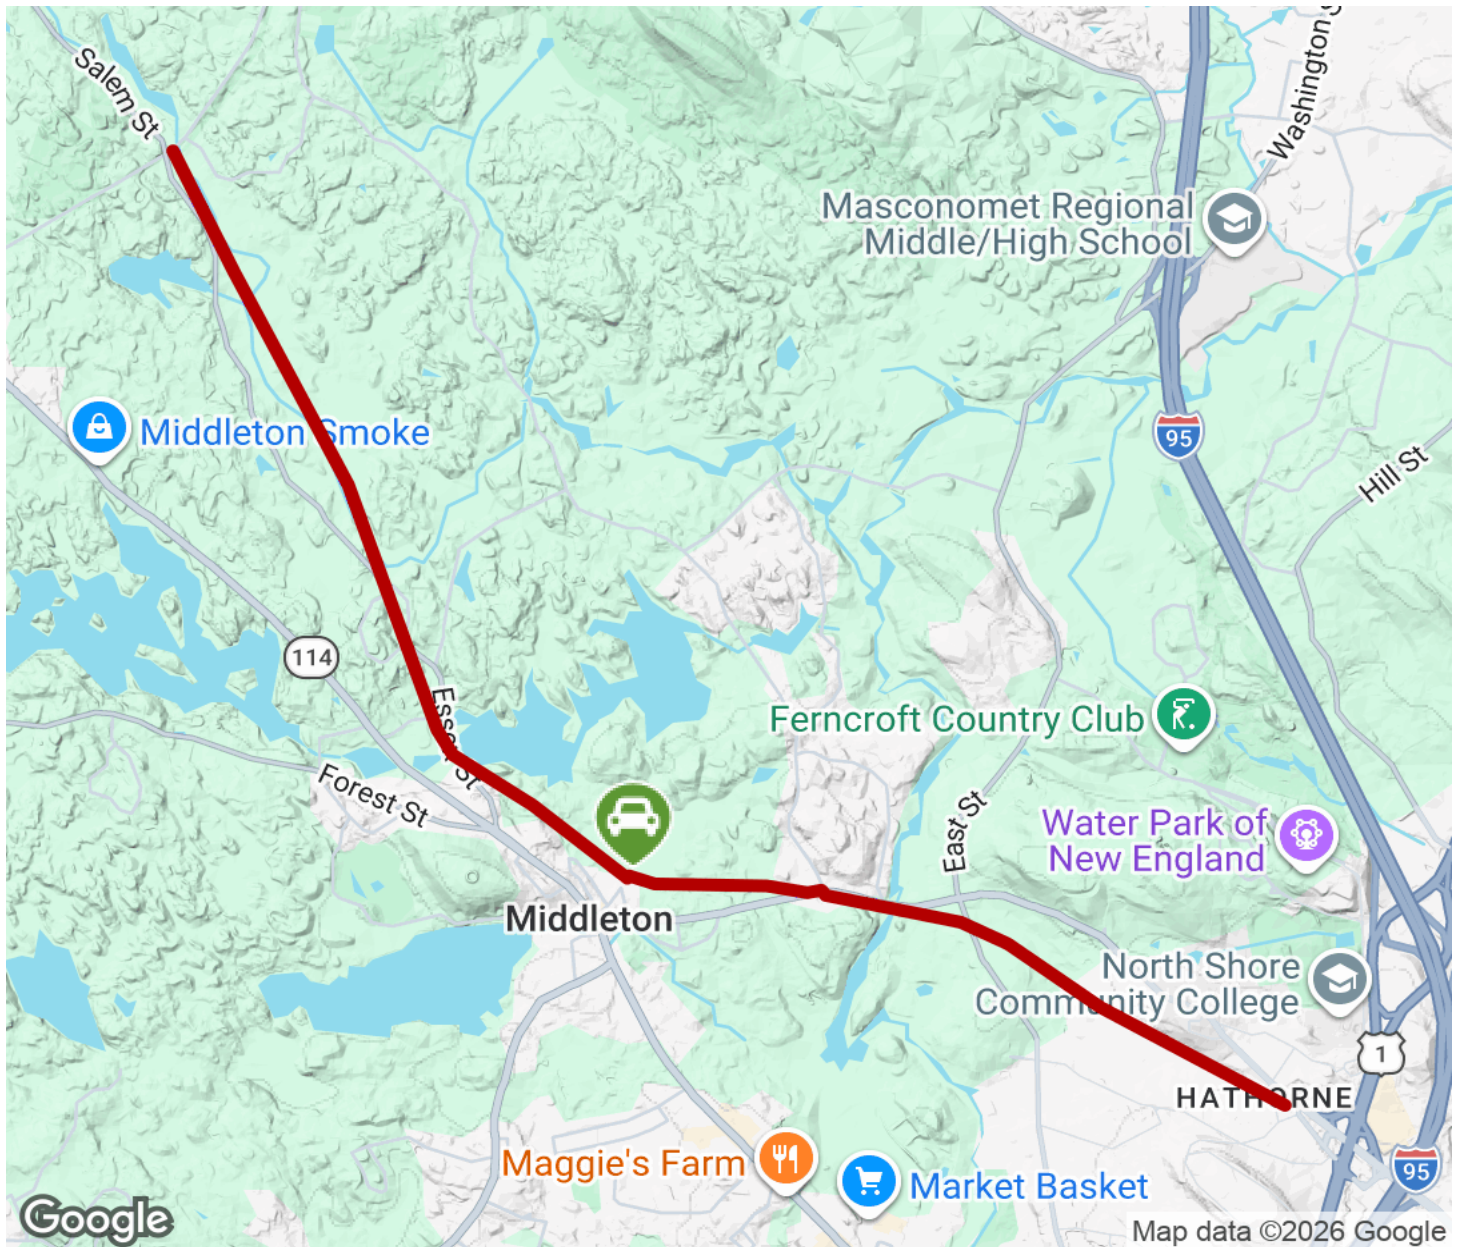 Salem St
Washington S
Masconomet Regional
Middle/High School
Middleton Smoke
95
Hill St
114
Essex St
Ferncroft Country Club
Forest St
East St
Water Park of
New England
Middleton
North Shore
Community College
1
HATHORNE
Maggie's Farm
Market Basket
95
Google
Map data ©2026 Google